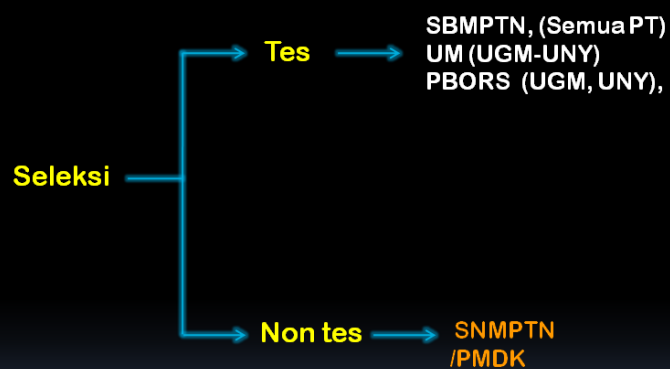 SBMPTN, (Semua PT)
Tes
UM (UGM-UNY)
PBORS (UGM, UNY),
Seleksi
Non tes
SNMPTN
/PMDK